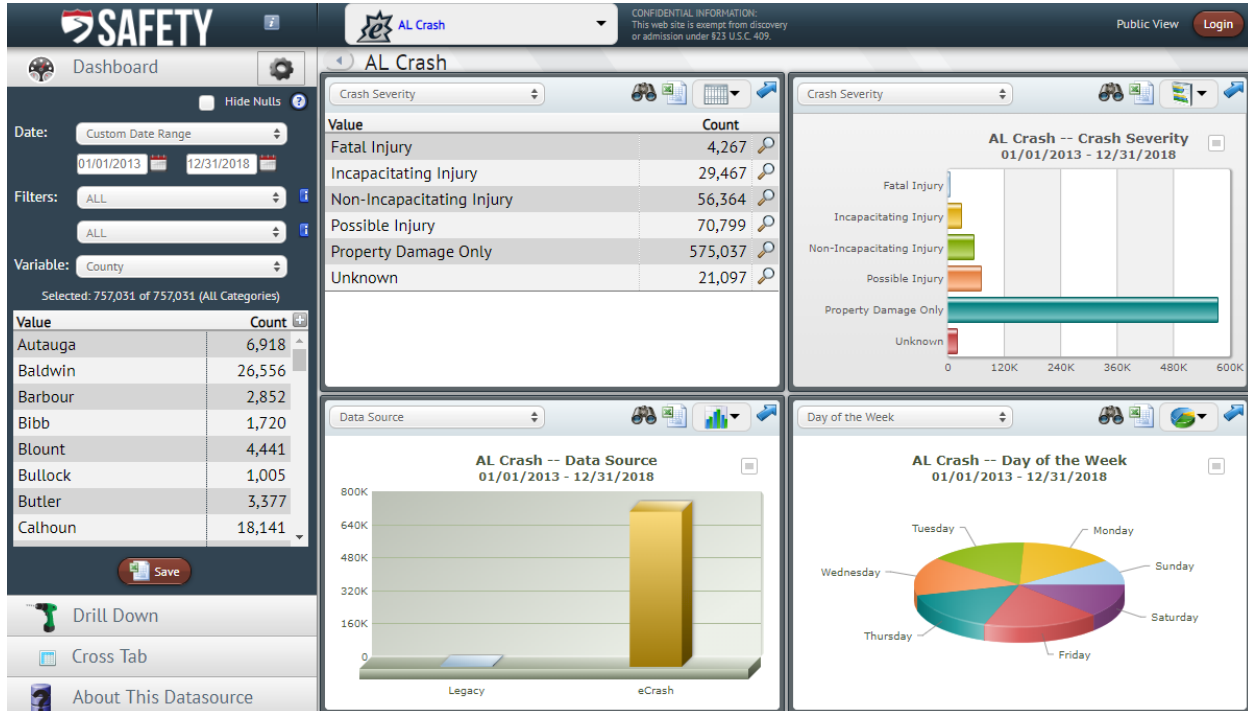 SAFETY
AL Crash
CONFIDENTIAL INFORMATION:
This web site is exempt from discovery
or admission under §23 U.S.C. 409.
Public View
Login
Dashboard
Hide Nulls
?
Date:
Custom Date Range
01/01/2013
12/31/2018
Filters:
ALL
i
ALL
i
Variable:
County
Selected: 757,031 of 757,031 (All Categories)
Value Count
Autauga 6,918
Baldwin 26,556
Barbour 2,852
Bibb 1,720
Blount 4,441
Bullock 1,005
Butler 3,377
Calhoun 18,141
Save
Drill Down
Cross Tab
About This Datasource
AL Crash
Crash Severity
Value Count
Fatal Injury 4,267
Incapacitating Injury 29,467
Non-Incapacitating Injury 56,364
Possible Injury 70,799
Property Damage Only 575,037
Unknown 21,097
Crash Severity
AL Crash -- Crash Severity
01/01/2013 - 12/31/2018
Fatal Injury
Incapacitating Injury
Non-Incapacitating Injury
Possible Injury
Property Damage Only
Unknown
0 120K 240K 360K 480K 600K
Data Source
AL Crash -- Data Source
01/01/2013 - 12/31/2018
800K
640K
480K
320K
160K
0
Legacy eCrash
Day of the Week
AL Crash -- Day of the Week
01/01/2013 - 12/31/2018
Tuesday
Monday
Wednesday
Sunday
Saturday
Thursday
Friday